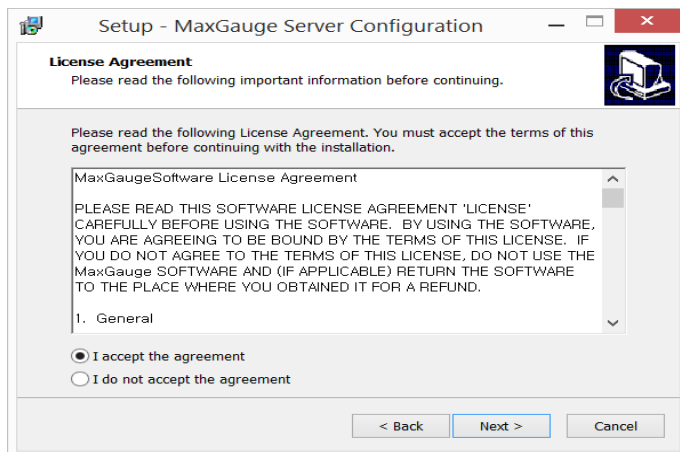 Setup - MaxGauge Server Configuration
License Agreement
Please read the following important information before continuing.
Please read the following License Agreement. You must accept the terms of this
agreement before continuing with the installation.
MaxGaugeSoftware License Agreement
PLEASE READ THIS SOFTWARE LICENSE AGREEMENT 'LICENSE'
CAREFULLY BEFORE USING THE SOFTWARE.  BY USING THE SOFTWARE,
YOU ARE AGREEING TO BE BOUND BY THE TERMS OF THIS LICENSE.  IF
YOU DO NOT AGREE TO THE TERMS OF THIS LICENSE, DO NOT USE THE
MaxGauge SOFTWARE AND (IF APPLICABLE) RETURN THE SOFTWARE
TO THE PLACE WHERE YOU OBTAINED IT FOR A REFUND.
1.  General
I accept the agreement
I do not accept the agreement
< Back
Next >
Cancel